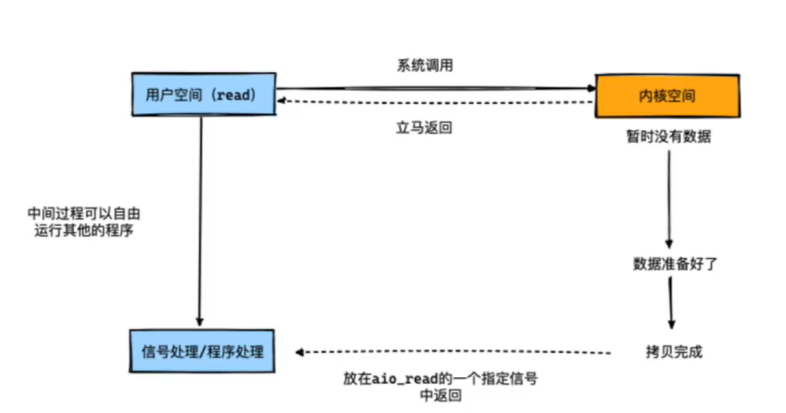 系统调用
用户空间（read）
内核空间
立马返回
暂时没有数据
中间过程可以自由
运行其他的程序
数据准备好了
信号处理/程序处理
拷贝完成
放在aio_read的一个指定信号
中返回